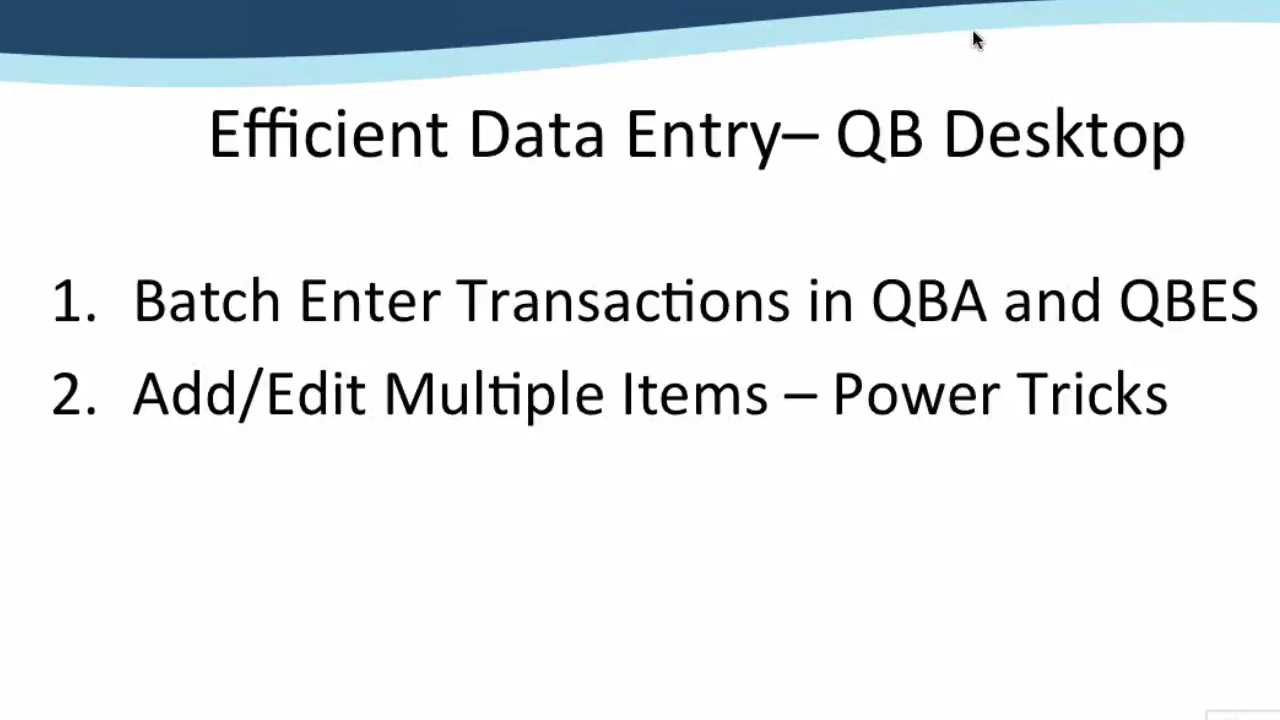 Efficient Data Entry– QB Desktop
1. Batch Enter Transactions in QBA and QBES
2. Add/Edit Multiple Items – Power Tricks